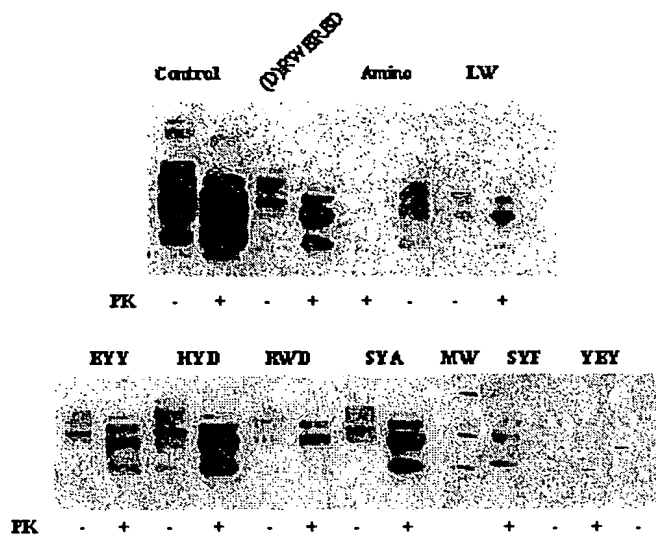 Control Amino LW
PK - + - + + - - +
EYY HYD RWD SYA MW SYF YEY
PK - + - + - + - + + - + -